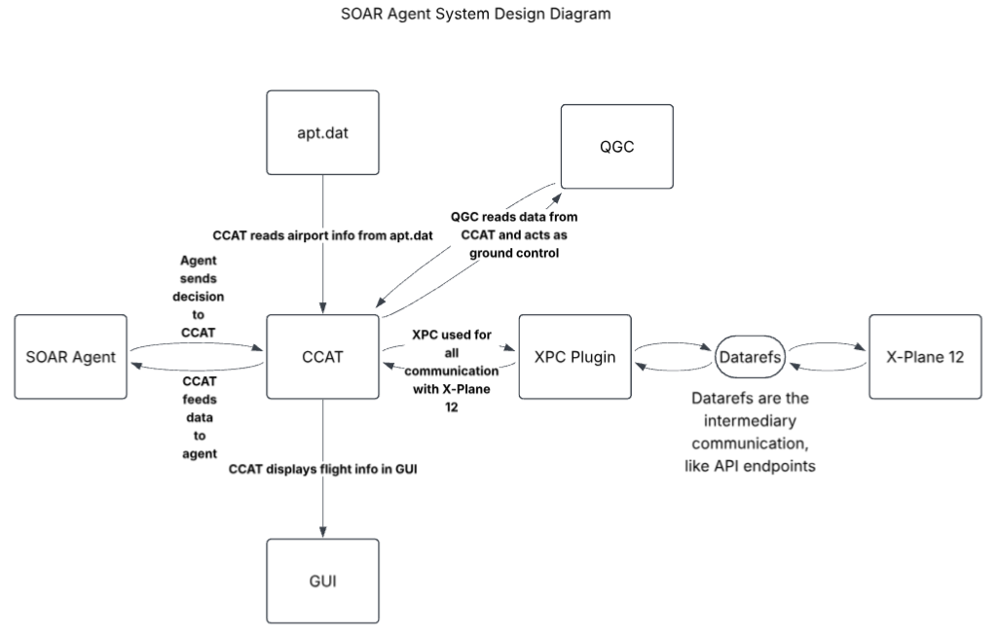 SOAR Agent System Design Diagram
apt.dat
QGC
QGC reads data from
CCAT and acts as
ground control
CCAT reads airport info from apt.dat
Agent
sends
decision
to
CCAT
SOAR Agent
CCAT
XPC used for
all
communication
with X-Plane
12
XPC Plugin
Datarefs
X-Plane 12
CCAT
feeds
data
to
agent
Datarefs are the
intermediary
communication,
like API endpoints
CCAT displays flight info in GUI
GUI